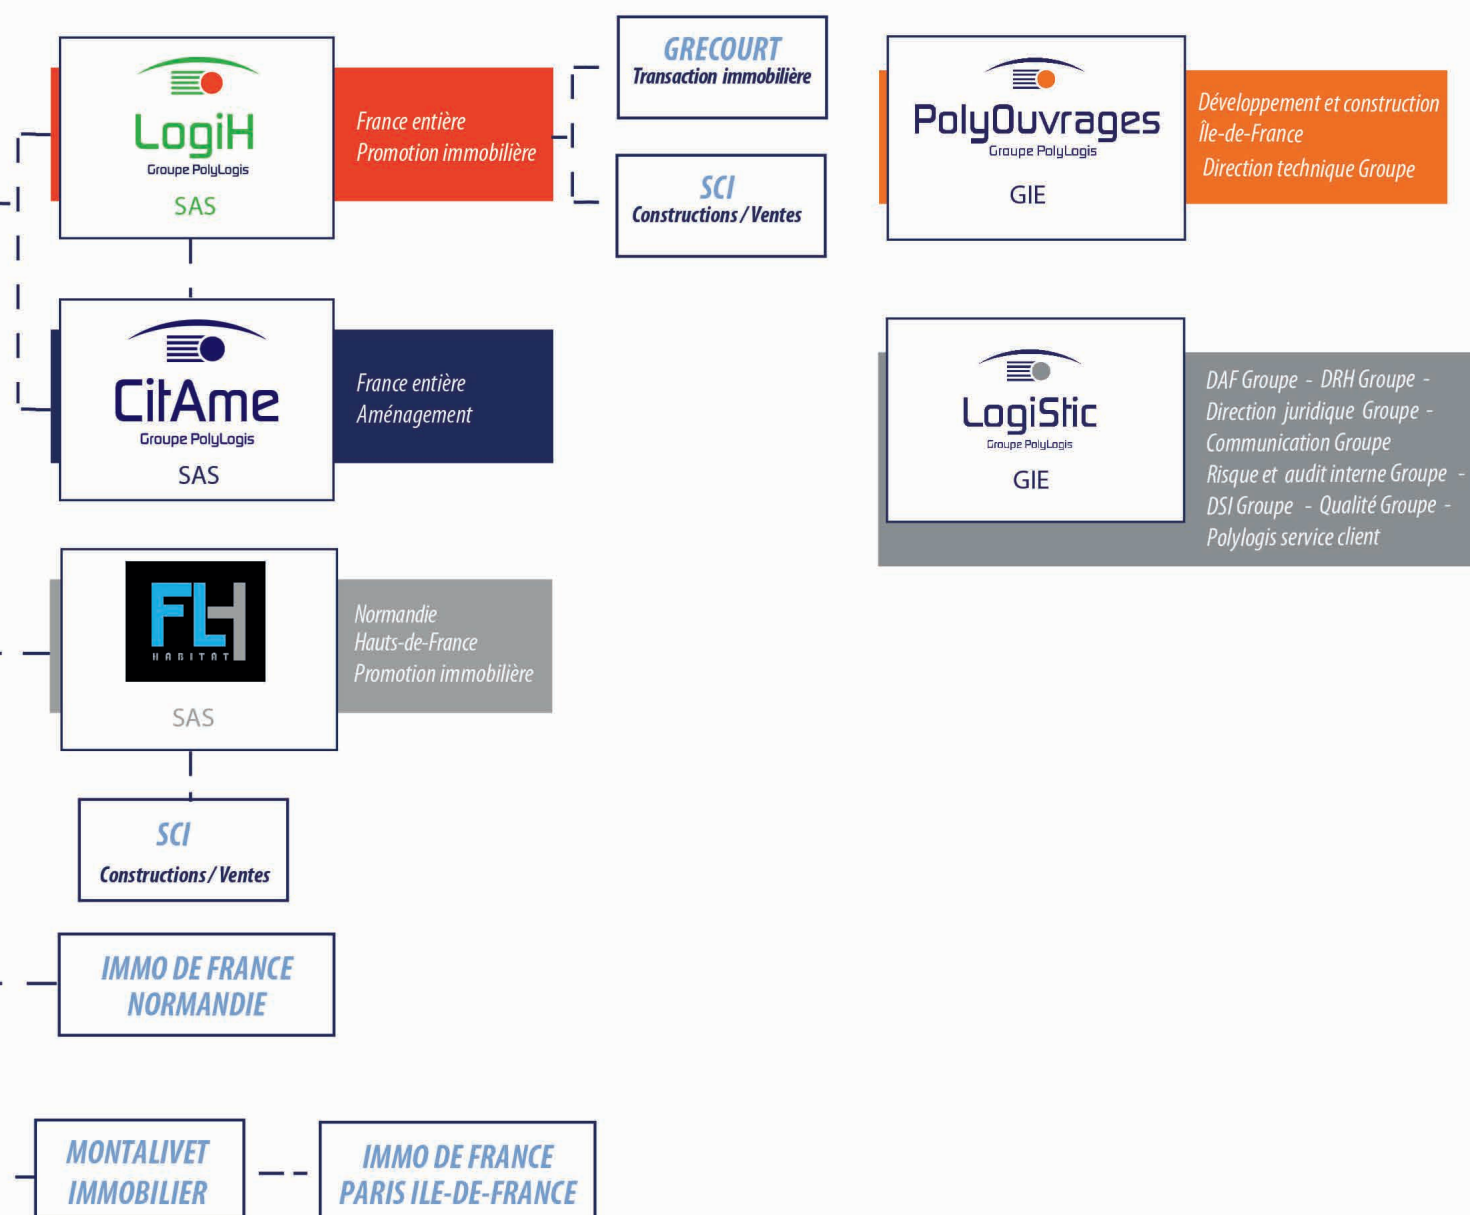 LogiH
Groupe PolyLogis
SAS
France entière
Promotion immobilière
GRECOURT
Transaction immobilière
SCI
Constructions / Ventes
PolyOuvrages
Groupe PolyLogis
GIE
Développement et construction
Île-de-France
Direction technique Groupe
CitAme
Groupe PolyLogis
SAS
France entière
Aménagement
LogiStic
Groupe PolyLogis
GIE
DAF Groupe - DRH Groupe -
Direction juridique Groupe -
Communication Groupe
Risque et audit interne Groupe -
DSI Groupe - Qualité Groupe -
Polylogis service client
FLH
HABITAT
SAS
Normandie
Hauts-de-France
Promotion immobilière
SCI
Constructions / Ventes
IMMO DE FRANCE
NORMANDIE
MONTALIVET
IMMOBILIER
IMMO DE FRANCE
PARIS ILE-DE-FRANCE